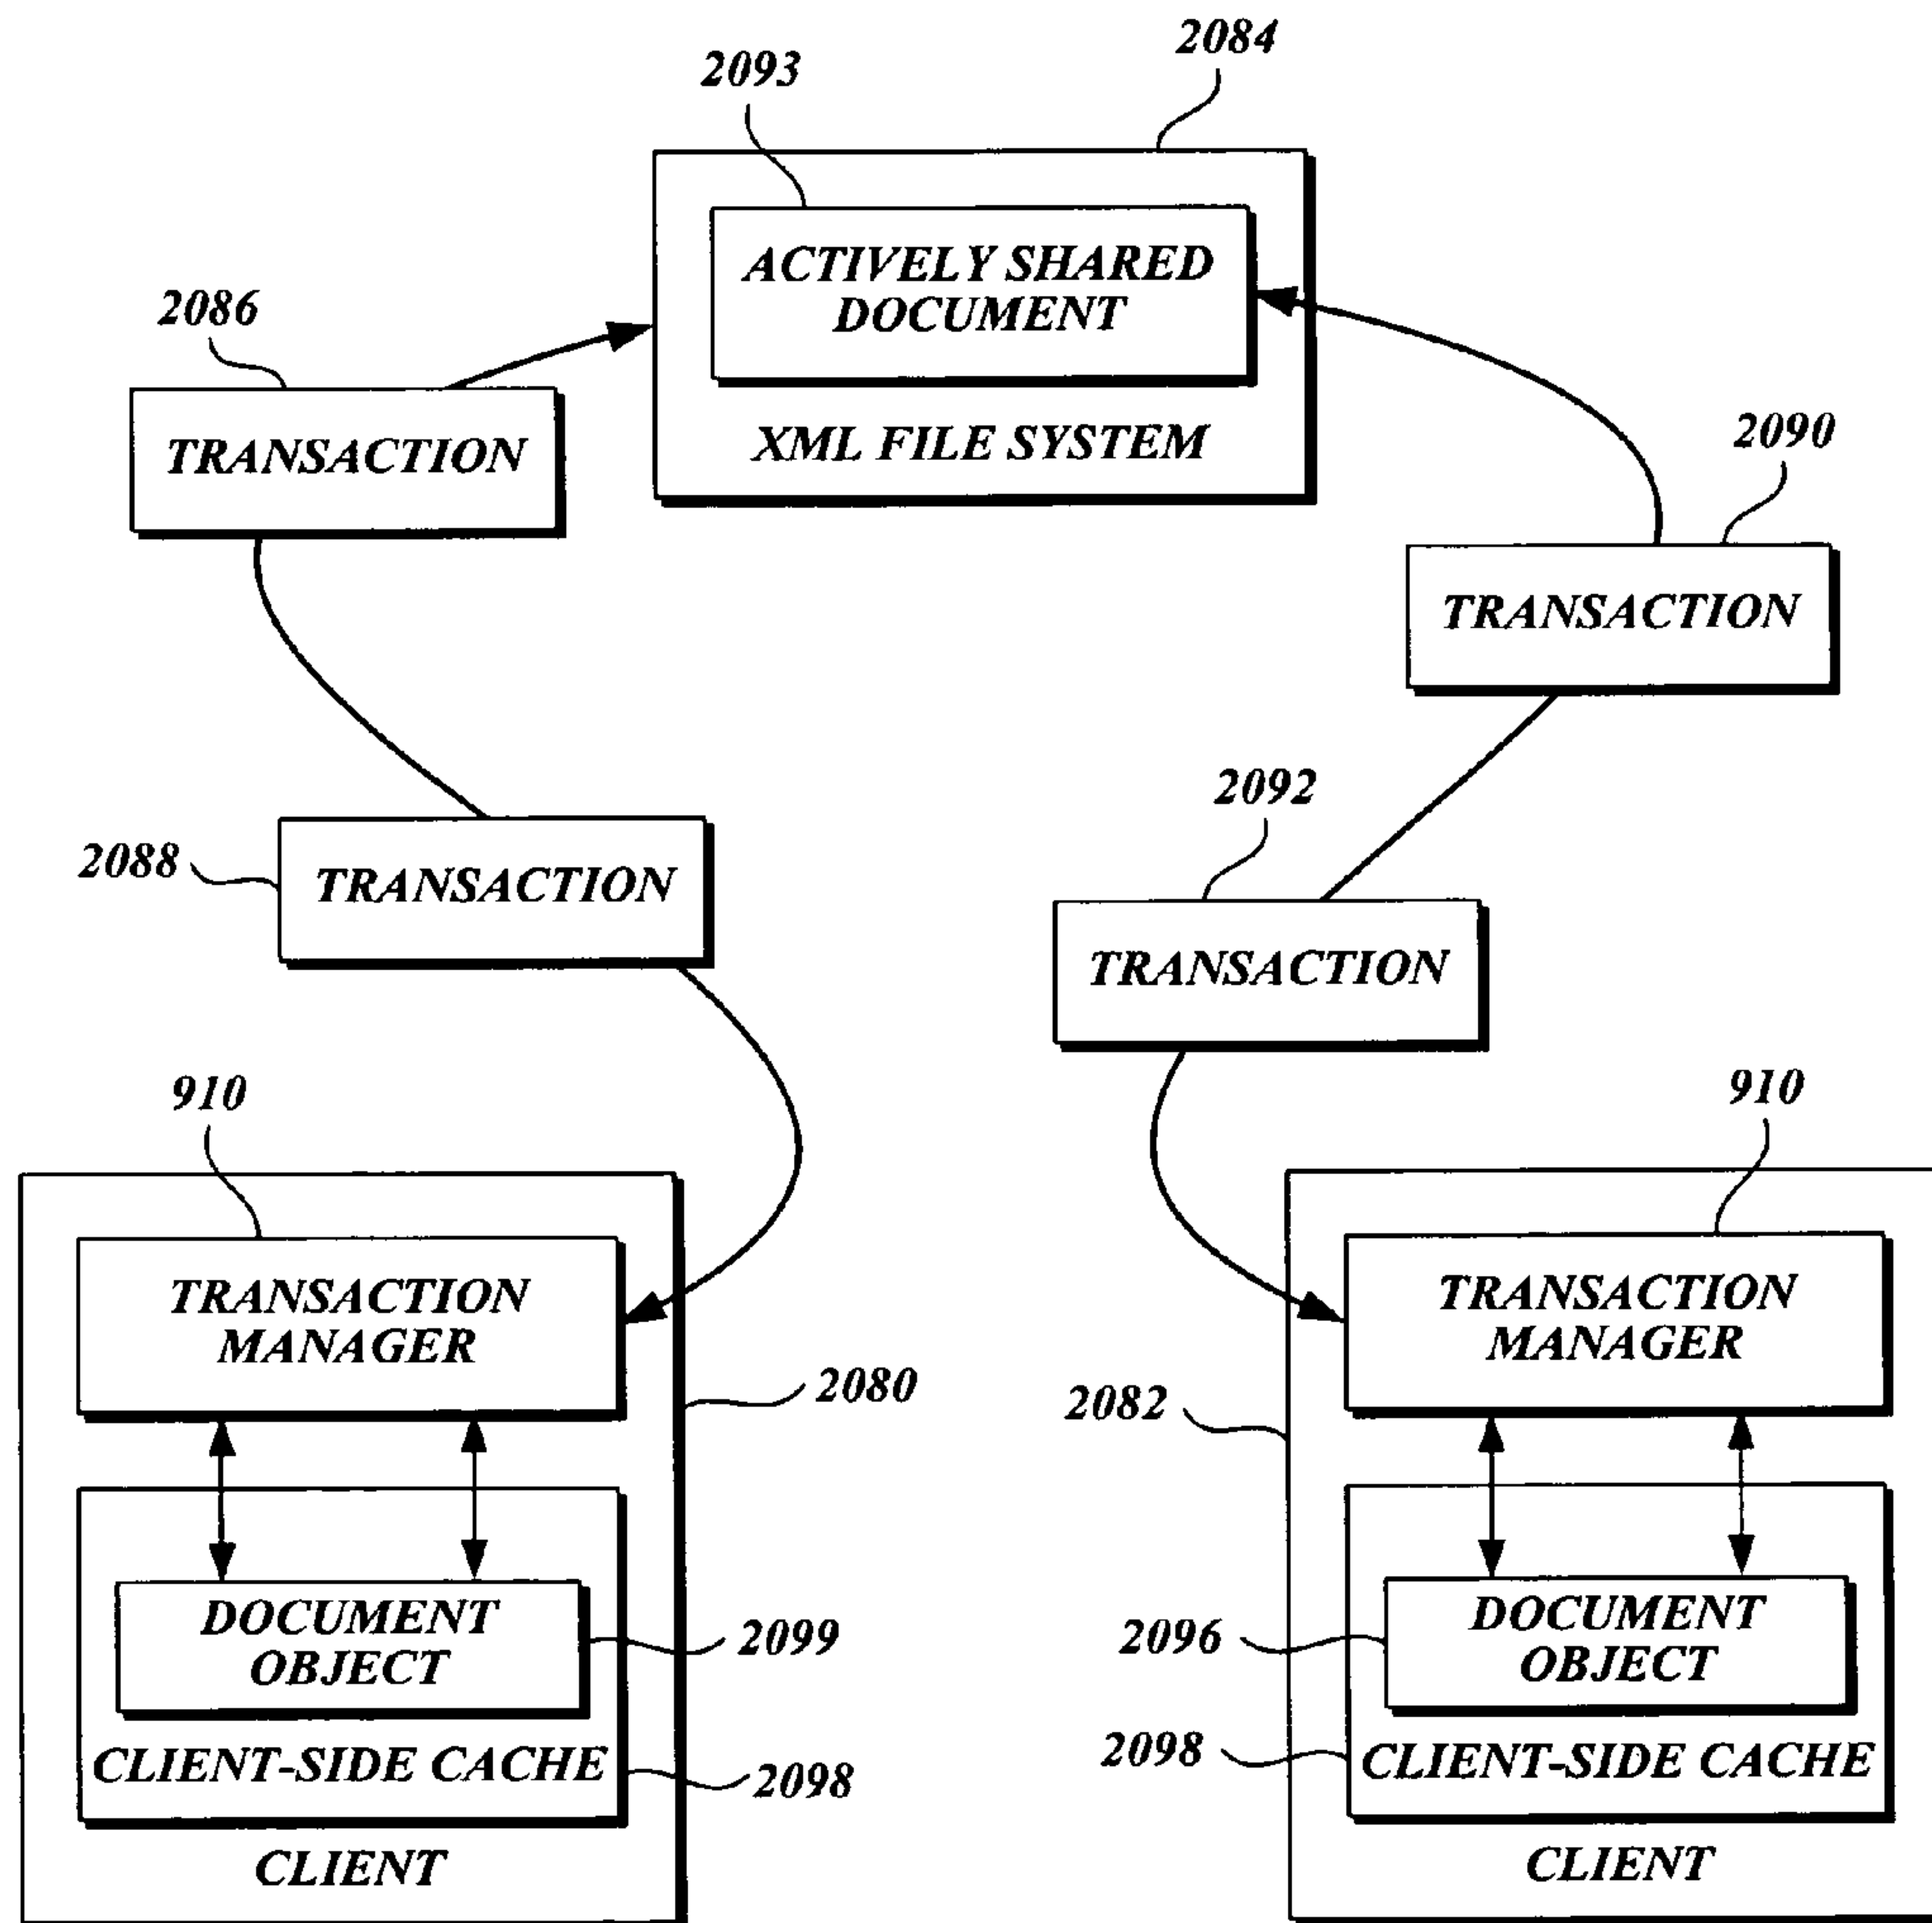 2084
2093
ACTIVELY SHARED
DOCUMENT
XML FILE SYSTEM
2086
TRANSACTION
2090
TRANSACTION
2088
TRANSACTION
2092
TRANSACTION
910
TRANSACTION
MANAGER
2080
DOCUMENT
OBJECT
2099
CLIENT-SIDE CACHE
2098
CLIENT
910
TRANSACTION
MANAGER
2082
DOCUMENT
OBJECT
2096
2098
CLIENT-SIDE CACHE
CLIENT